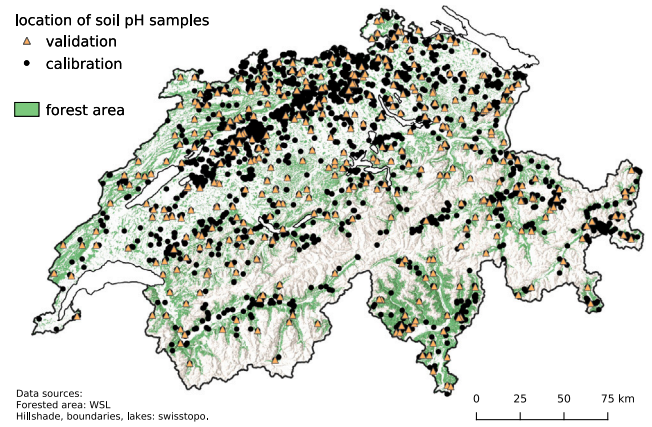 location of soil pH samples
validation
calibration
forest area
Data sources:
Forested area: WSL
Hillshade, boundaries, lakes: swisstopo.
0 25 50 75 km